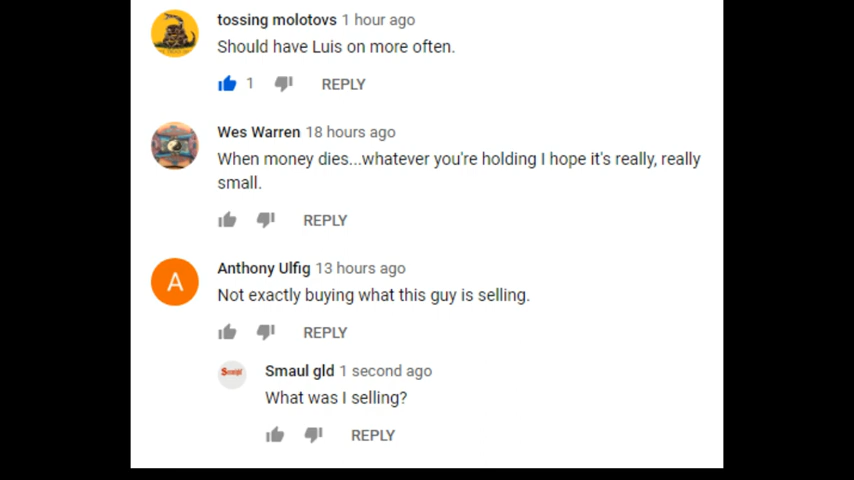 tossing molotovs 1 hour ago
Should have Luis on more often.
1 REPLY
Wes Warren 18 hours ago
When money dies...whatever you're holding I hope it's really, really
small.
REPLY
A
Anthony Ulfig 13 hours ago
Not exactly buying what this guy is selling.
REPLY
Smaul gld 1 second ago
What was I selling?
REPLY